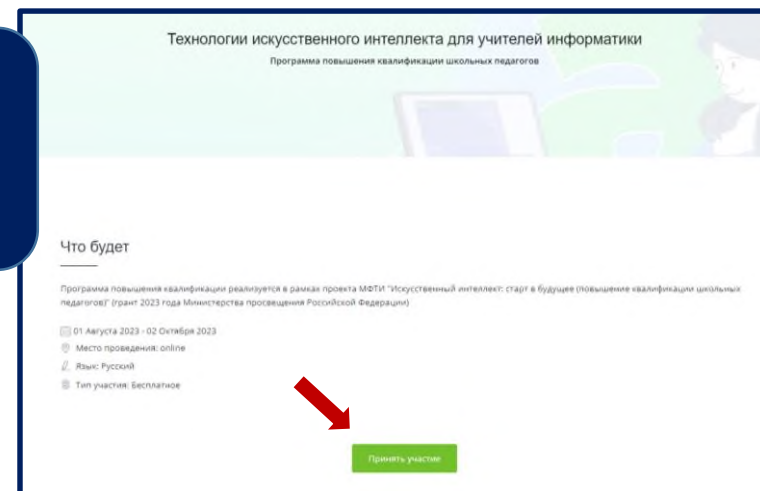 Технологии искусственного интеллекта для учителей информатики
Программа повышения квалификации школьных педагогов
Что будет
Программа повышения квалификации реализуется в рамках проекта МФТИ "Искусственный интеллект: старт в будущее (повышение квалификации школьных
педагогов)" (грант 2023 года Министерства просвещения Российской Федерации)
01 Августа 2023 - 02 Октября 2023
Место проведения: online
Язык: Русский
Тип участия: Бесплатное
Принять участие